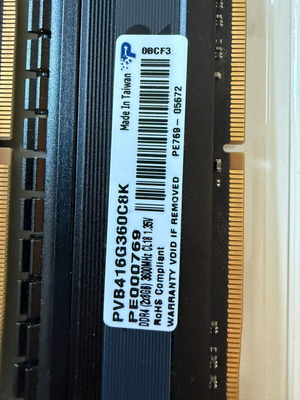 0BCF3
Made In Taiwan
PE769-05672
PVB416G360C8K
PE000769
DDR4 (2x8GB) 3600MHz CL18 1.35V
RoHS Compliant
WARRANTY VOID IF REMOVED